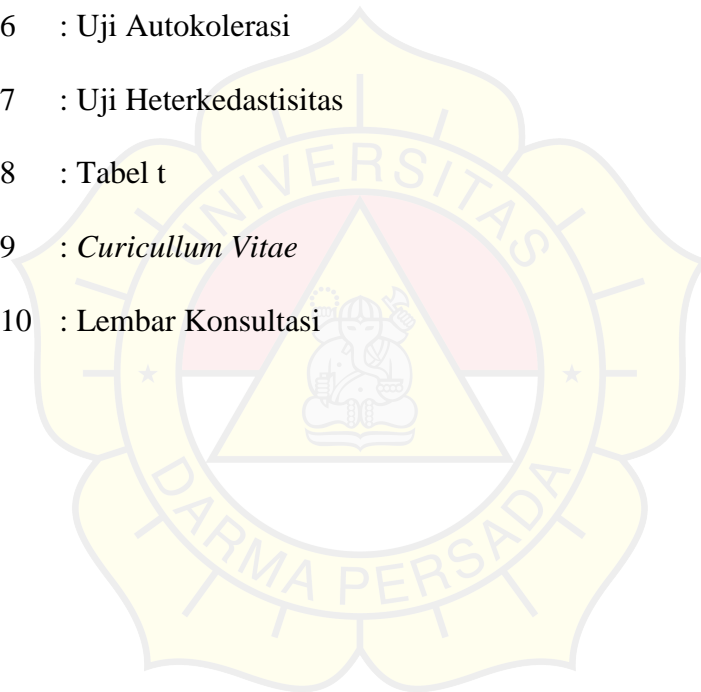 6 : Uji Autokolerasi
7 : Uji Heterkedastisitas
8 : Tabel t
9 : Curicullum Vitae
10 : Lembar Konsultasi
UNIVERSITAS
DARMA PERSADA